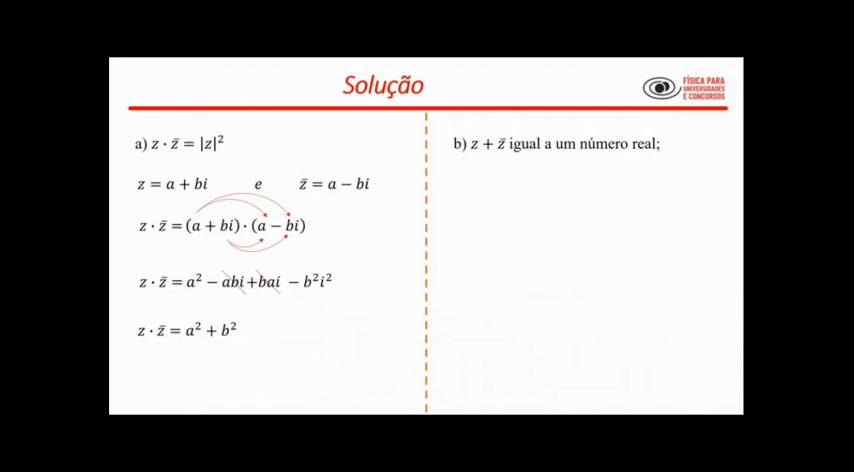 Solução
FÍSICA PARA
UNIVERSIDADES
E CONCURSOS
a) z · z̄ = |z|²
z = a + bi e z̄ = a − bi
z · z̄ = (a + bi) · (a − bi)
z · z̄ = a² − abi + bai − b²i²
z · z̄ = a² + b²
b) z + z̄ igual a um número real;